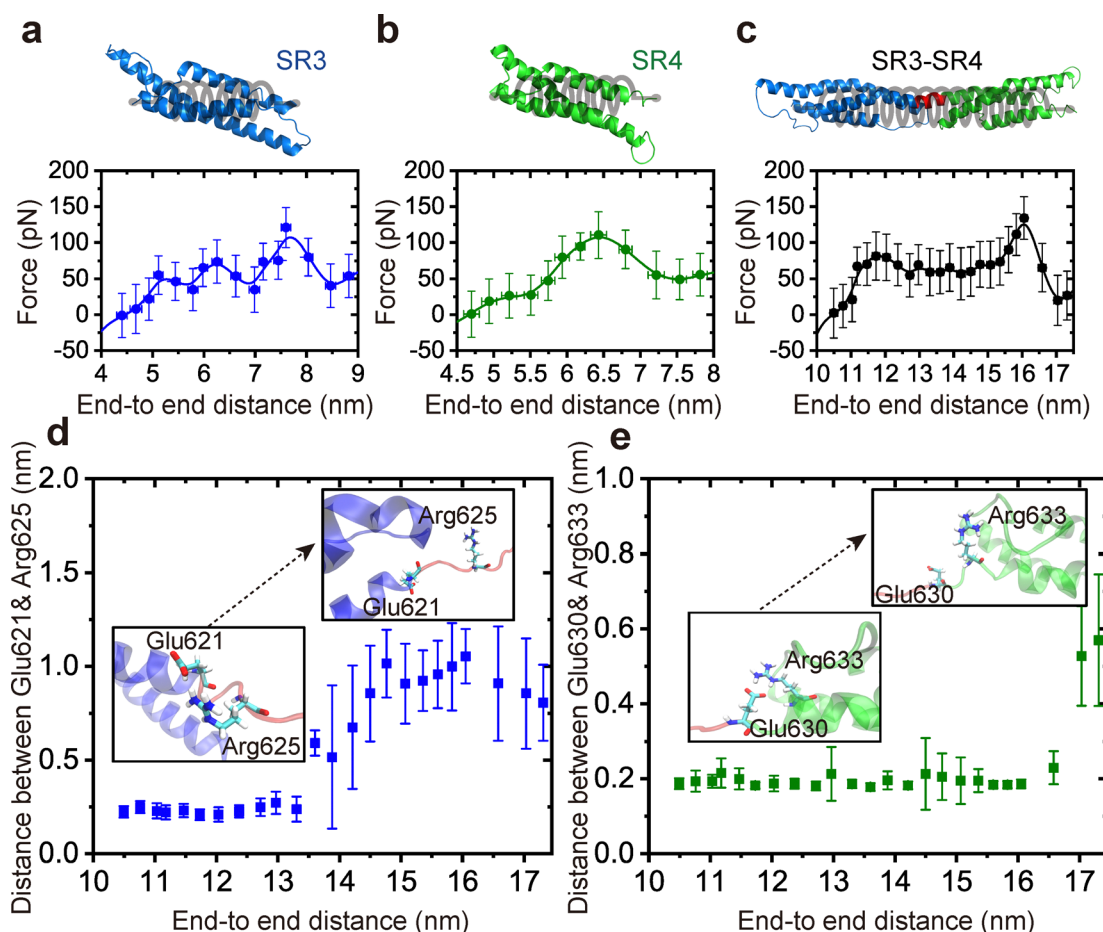 a
b
c
SR3
SR4
SR3-SR4
Force (pN)
200
150
100
50
0
-50
4 5 6 7 8 9
End-to end distance (nm)
Force (pN)
200
150
100
50
0
-50
4.5 5 5.5 6 6.5 7 7.5 8
End-to end distance (nm)
Force (pN)
200
150
100
50
0
-50
10 11 12 13 14 15 16 17
End-to end distance (nm)
d
Distance between Glu621& Arg625 (nm)
2.0
1.5
1.0
0.5
0.0
10 11 12 13 14 15 16 17
End-to end distance (nm)
Arg625
Glu621
Glu621
Arg625
e
Distance between Glu630& Arg633 (nm)
1.0
0.8
0.6
0.4
0.2
0.0
10 11 12 13 14 15 16 17
End-to end distance (nm)
Arg633
Glu630
Arg633
Glu630